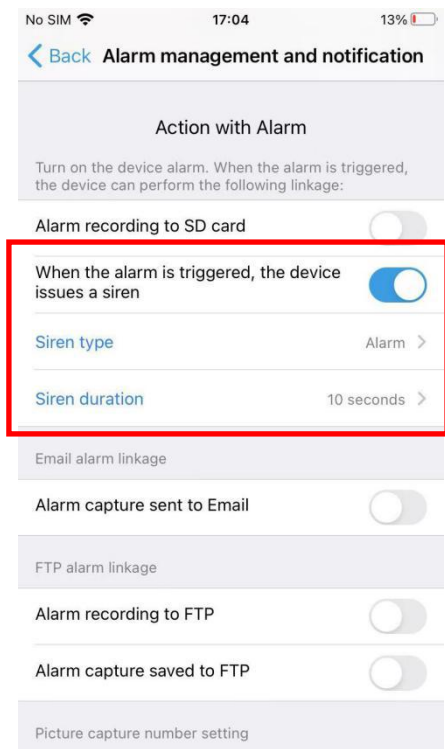 No SIM 17:04 13%
Back Alarm management and notification
Action with Alarm
Turn on the device alarm. When the alarm is triggered,
the device can perform the following linkage:
Alarm recording to SD card
When the alarm is triggered, the device
issues a siren
Siren type Alarm
Siren duration 10 seconds
Email alarm linkage
Alarm capture sent to Email
FTP alarm linkage
Alarm recording to FTP
Alarm capture saved to FTP
Picture capture number setting